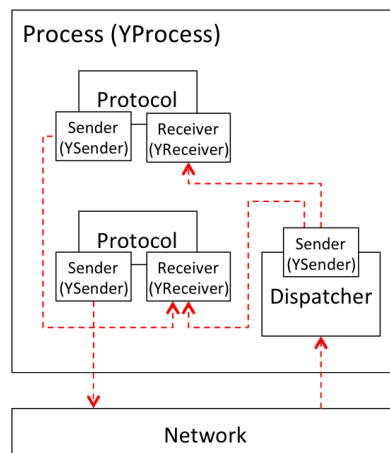 Process (YProcess)
Protocol
Sender
(YSender)
Receiver
(YReceiver)
Protocol
Sender
(YSender)
Receiver
(YReceiver)
Sender
(YSender)
Dispatcher
Network